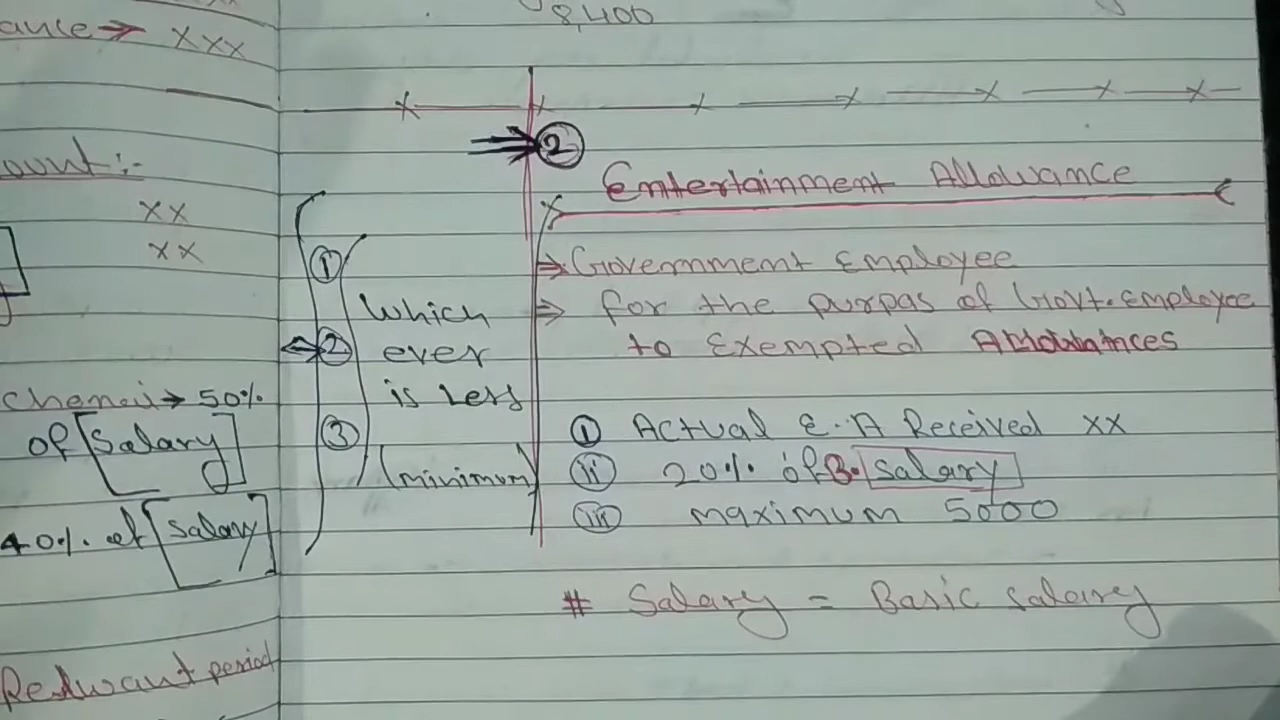 8,400
ance → xxx
ount:-
xx
xx
Chennai → 50%
of [Salary]
40% of [Salary]
period
②
Entertainment Allowance
⇒ Government Employee
⇒ for the purpas of Govt. Employee
to Exempted Allowances
① Which
② ever
is Less
③
(minimum)
① Actual E.A Received xx
ⅱ 20% of B. Salary
ⅲ maximum 5000
# Salary = Basic Salary